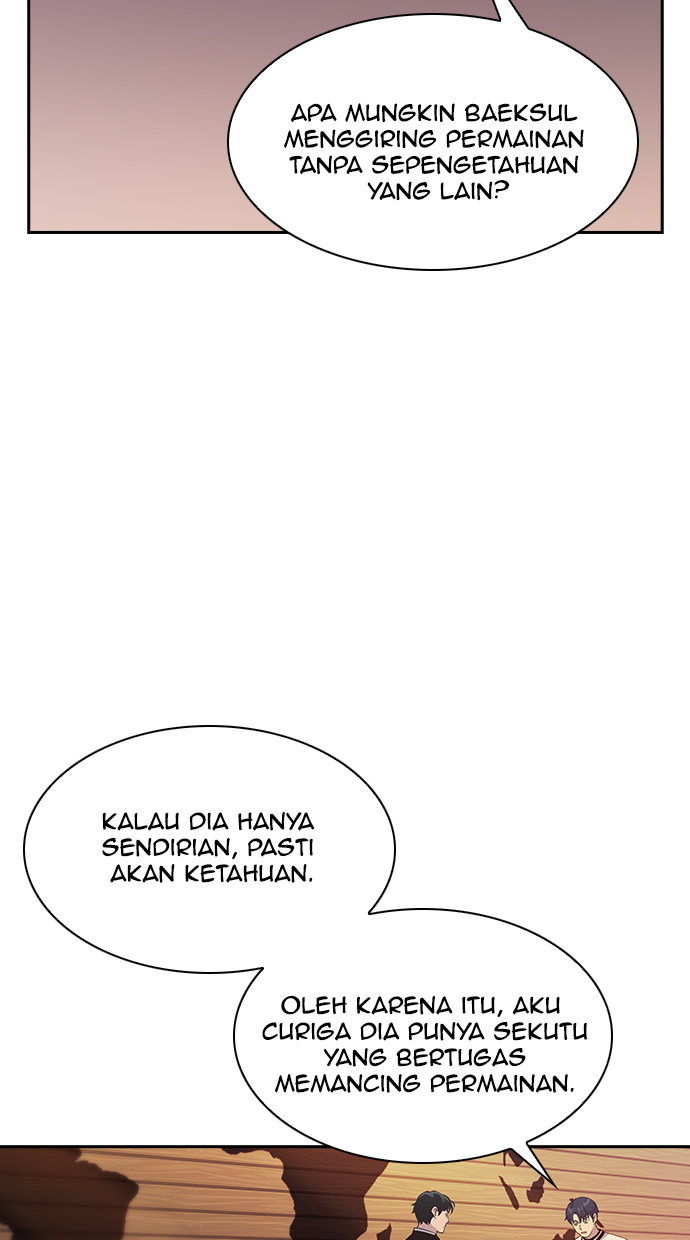 APA MUNGKIN BAEKSUL
MENGGIRING PERMAINAN
TANPA SEPENGETAHUAN
YANG LAIN?
KALAU DIA HANYA
SENDIRIAN, PASTI
AKAN KETAHUAN.
OLEH KARENA ITU, AKU
CURIGA DIA PUNYA SEKUTU
YANG BERTUGAS
MEMANCING PERMAINAN.